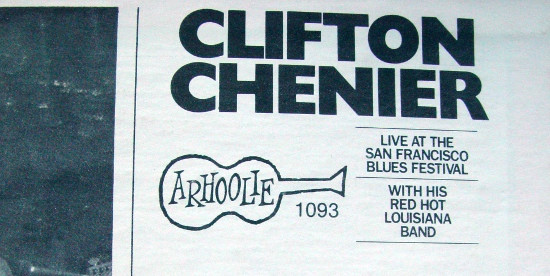 CLIFTON
CHENIER
LIVE AT THE
SAN FRANCISCO
BLUES FESTIVAL
WITH HIS
RED HOT
LOUISIANA
BAND
ARHOOLIE
1093